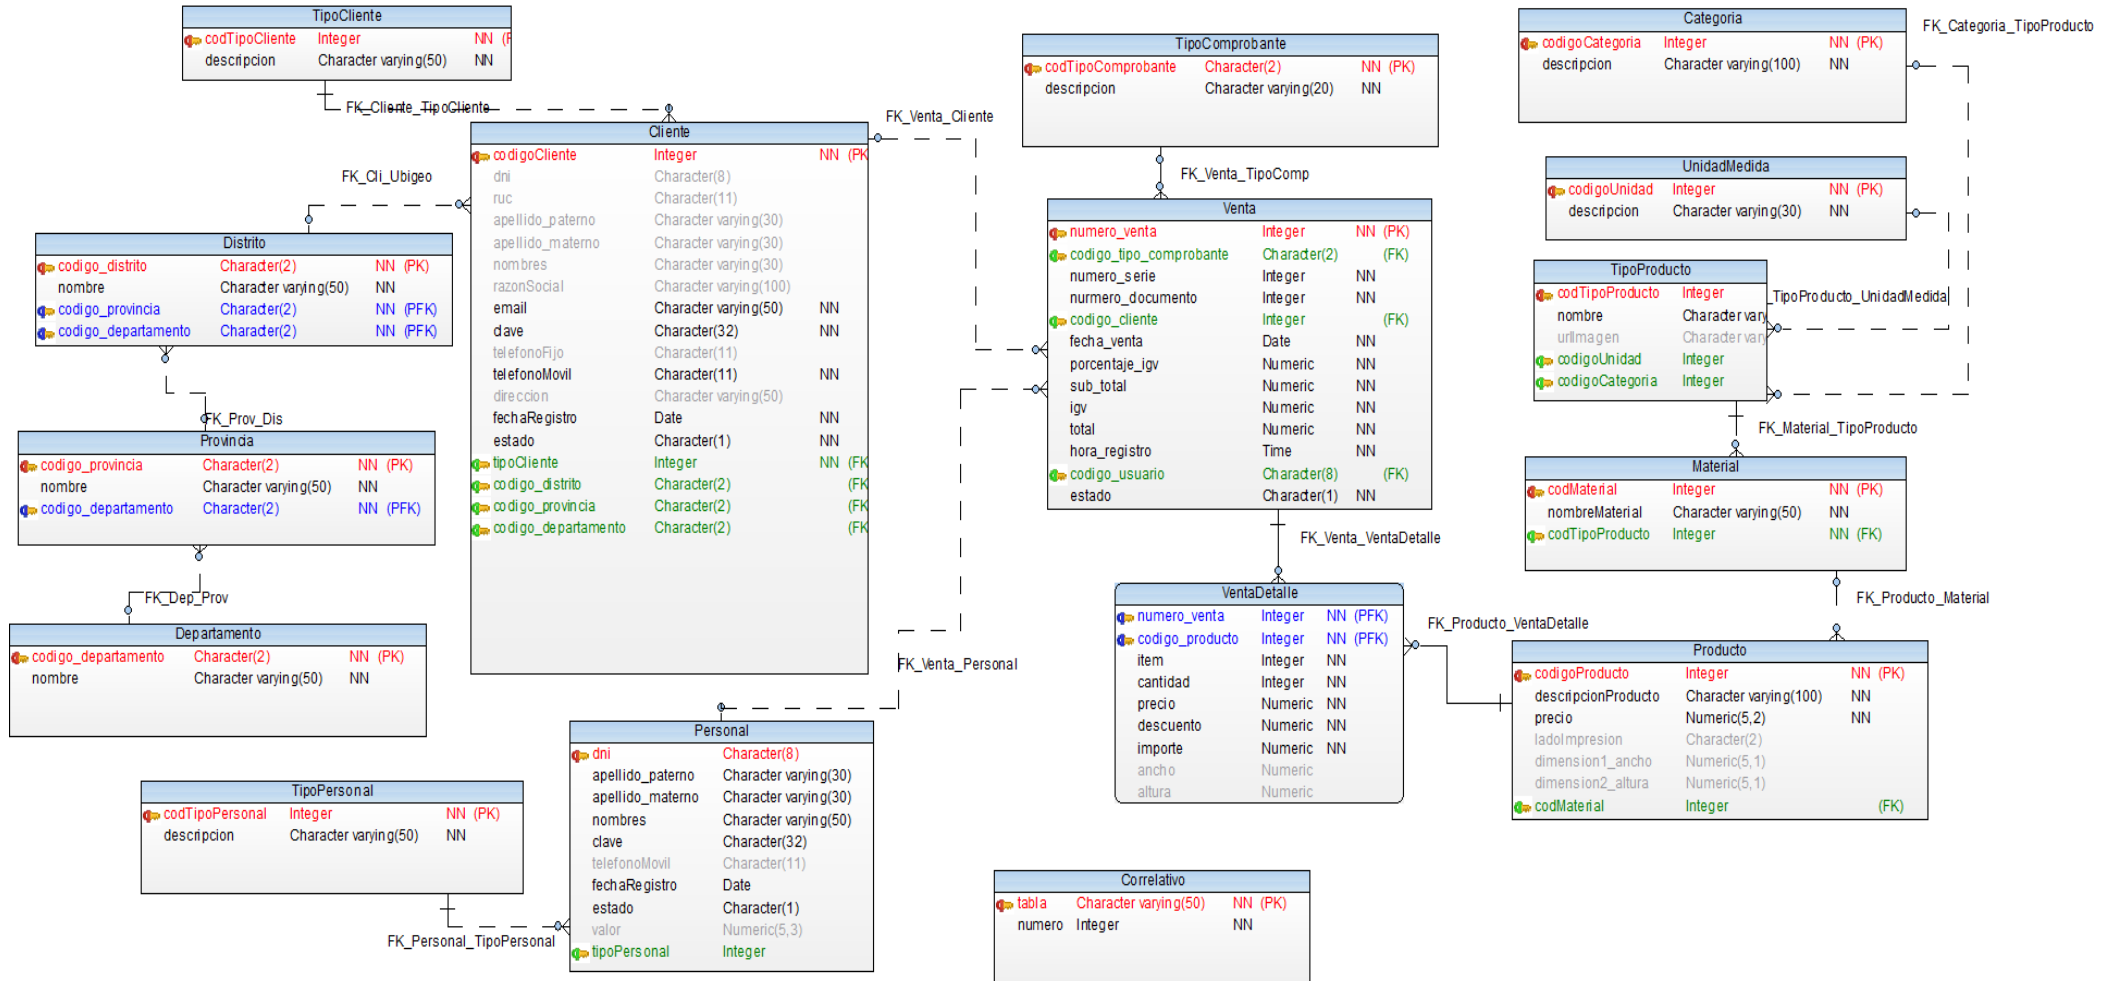 TipoCliente
codTipoCliente Integer NN (P
descripcion Character varying(50) NN
FK_Cliente_TipoCliente
Cliente
codigoCliente Integer NN (PK
dni Character(8)
ruc Character(11)
apellido_paterno Character varying(30)
apellido_materno Character varying(30)
nombres Character varying(30)
razonSocial Character varying(100)
email Character varying(50) NN
clave Character(32) NN
telefonoFijo Character(11)
telefonoMovil Character(11) NN
direccion Character varying(50)
fechaRegistro Date NN
estado Character(1) NN
tipoCliente Integer NN (FK
codigo_distrito Character(2) (FK
codigo_provincia Character(2) (FK
codigo_departamento Character(2) (FK
FK_Cli_Ubigeo
Distrito
codigo_distrito Character(2) NN (PK)
nombre Character varying(50) NN
codigo_provincia Character(2) NN (PFK)
codigo_departamento Character(2) NN (PFK)
FK_Prov_Dis
Provincia
codigo_provincia Character(2) NN (PK)
nombre Character varying(50) NN
codigo_departamento Character(2) NN (PFK)
FK_Dep_Prov
Departamento
codigo_departamento Character(2) NN (PK)
nombre Character varying(50) NN
TipoPersonal
codTipoPersonal Integer NN (PK)
descripcion Character varying(50) NN
FK_Personal_TipoPersonal
Personal
dni Character(8)
apellido_paterno Character varying(30)
apellido_materno Character varying(30)
nombres Character varying(50)
clave Character(32)
telefonoMovil Character(11)
fechaRegistro Date
estado Character(1)
valor Numeric(5,3)
tipoPersonal Integer
FK_Venta_Personal
FK_Venta_Cliente
TipoComprobante
codTipoComprobante Character(2) NN (PK)
descripcion Character varying(20) NN
FK_Venta_TipoComp
Venta
numero_venta Integer NN (PK)
codigo_tipo_comprobante Character(2) (FK)
numero_serie Integer NN
nurmero_documento Integer NN
codigo_cliente Integer (FK)
fecha_venta Date NN
porcentaje_igv Numeric NN
sub_total Numeric NN
igv Numeric NN
total Numeric NN
hora_registro Time NN
codigo_usuario Character(8) (FK)
estado Character(1) NN
FK_Venta_VentaDetalle
VentaDetalle
numero_venta Integer NN (PFK)
codigo_producto Integer NN (PFK)
item Integer NN
cantidad Integer NN
precio Numeric NN
descuento Numeric NN
importe Numeric NN
ancho Numeric
altura Numeric
FK_Producto_VentaDetalle
Correlativo
tabla Character varying(50) NN (PK)
numero Integer NN
Categoria
codigoCategoria Integer NN (PK)
descripcion Character varying(100) NN
FK_Categoria_TipoProducto
UnidadMedida
codigoUnidad Integer NN (PK)
descripcion Character varying(30) NN
TipoProducto
codTipoProducto Integer
nombre Character vary
urlImagen Character vary
codigoUnidad Integer
codigoCategoria Integer
TipoProducto_UnidadMedida
FK_Material_TipoProducto
Material
codMaterial Integer NN (PK)
nombreMaterial Character varying(50) NN
codTipoProducto Integer NN (FK)
FK_Producto_Material
Producto
codigoProducto Integer NN (PK)
descripcionProducto Character varying(100) NN
precio Numeric(5,2) NN
ladoImpresion Character(2)
dimension1_ancho Numeric(5,1)
dimension2_altura Numeric(5,1)
codMaterial Integer (FK)